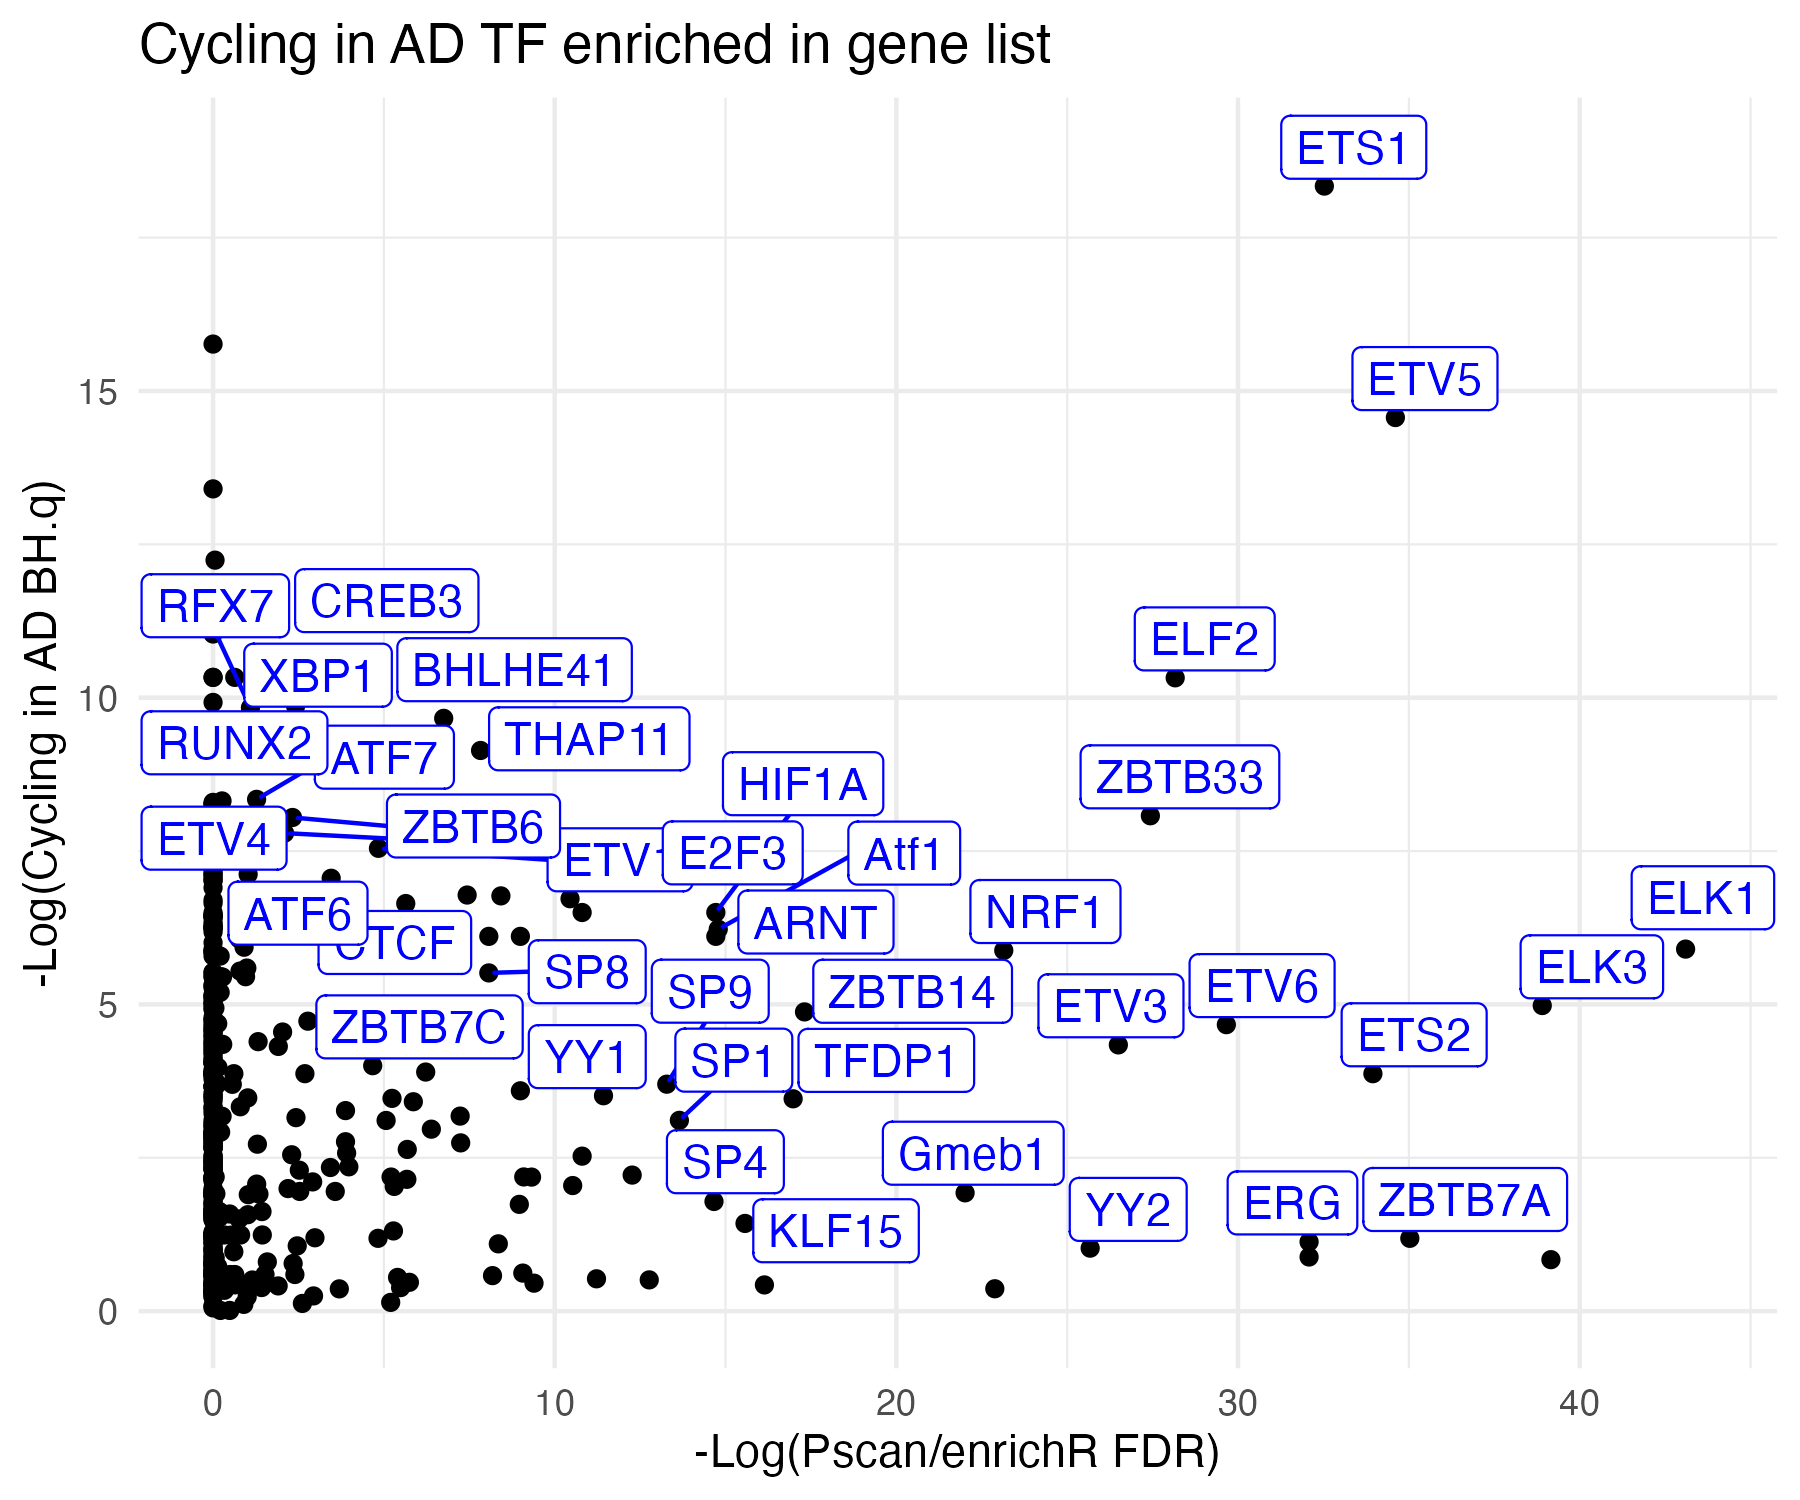 Cycling in AD TF enriched in gene list
ETS1
ETV5
15
RFX7
CREB3
ELF2
XBP1
BHLHE41
10
RUNX2
ATF7
THAP11
HIF1A
ZBTB33
ETV4
ZBTB6
E2F3
Atf1
ATF6
ARNT
NRF1
ELK1
SP8
SP9
ZBTB14
ETV3
ETV6
ELK3
5
ZBTB7C
YY1
SP1
TFDP1
ETS2
SP4
Gmeb1
KLF15
YY2
ERG
ZBTB7A
0
0 10 20 30 40
-Log(Pscan/enrichR FDR)
-Log(Cycling in AD BH.q)